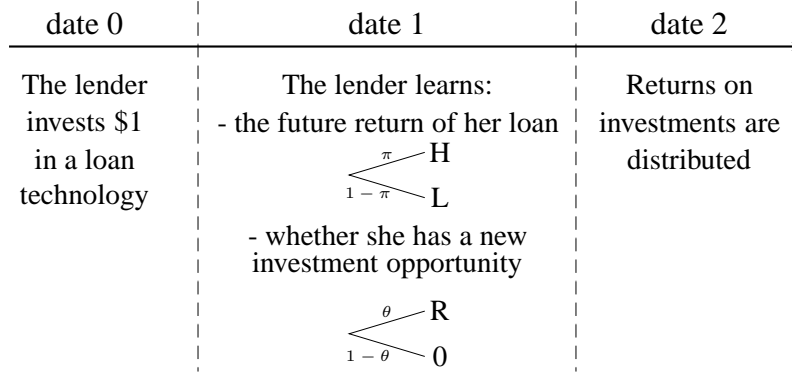 date 0 date 1 date 2
The lender
invests $1
in a loan
technology
The lender learns:
- the future return of her loan
π H
1 − π L
- whether she has a new
investment opportunity
θ R
1 − θ 0
Returns on
investments are
distributed